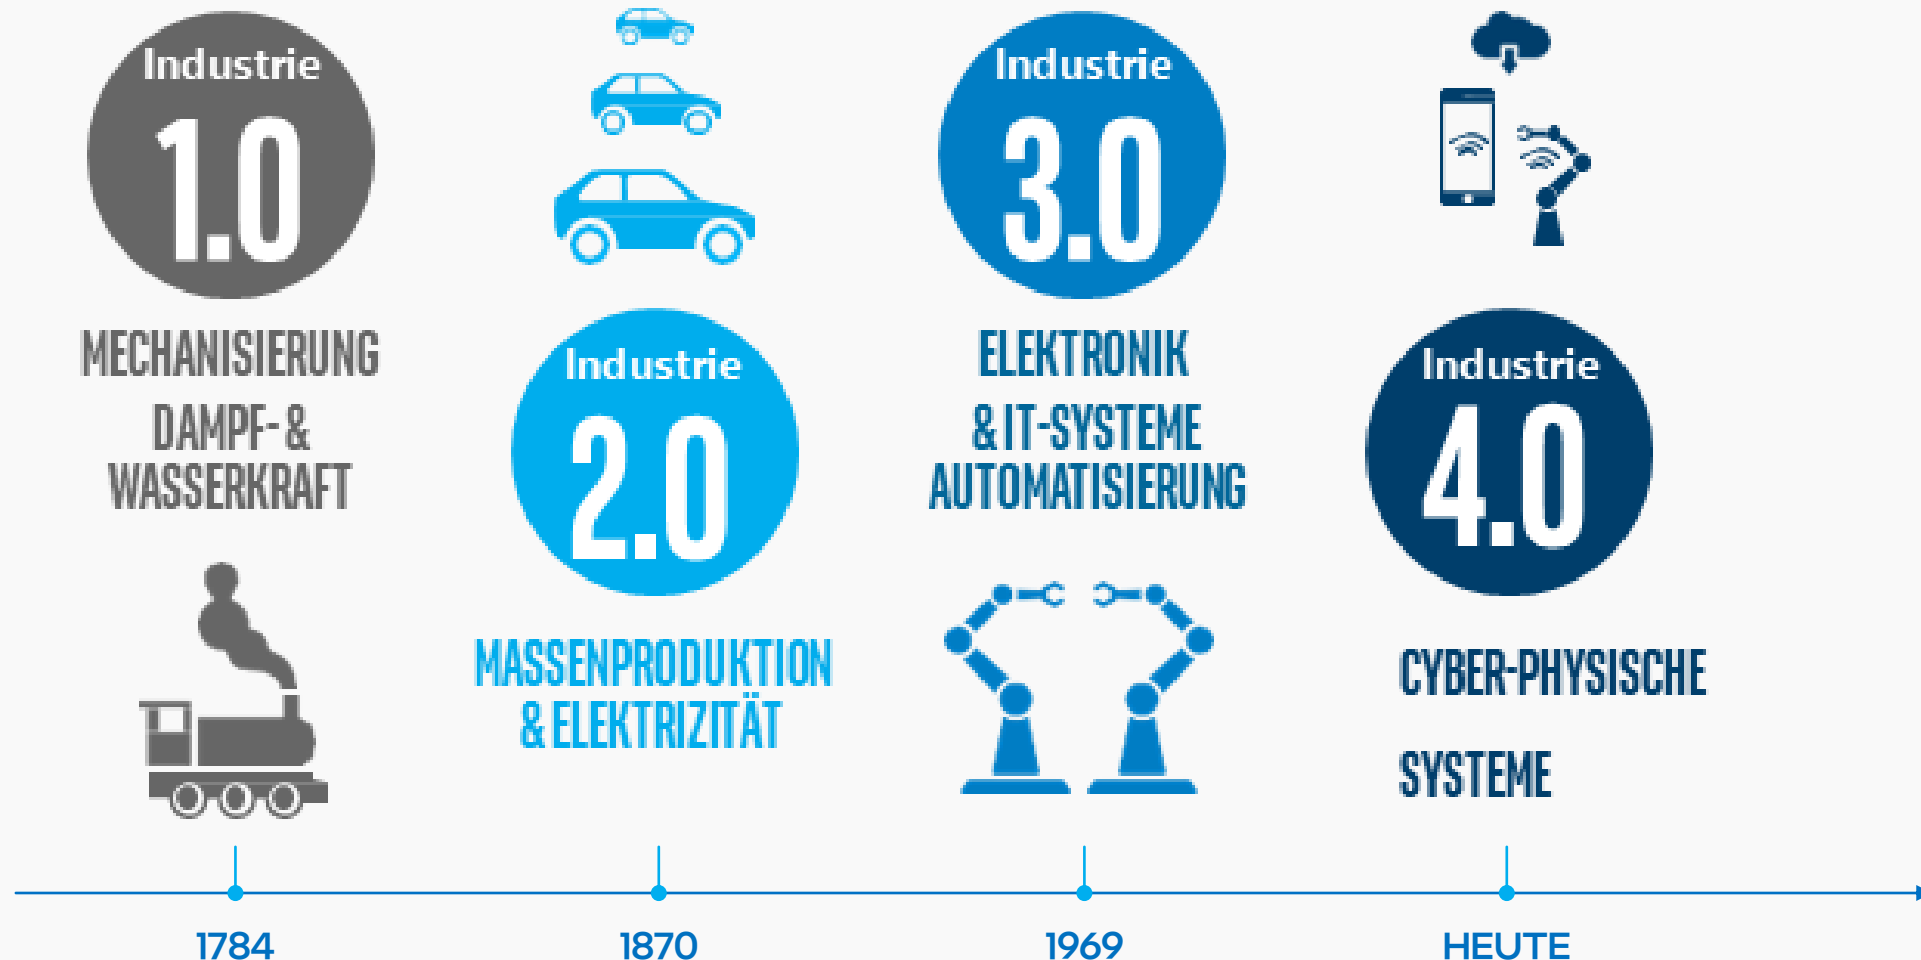 Industrie
1.0
MECHANISIERUNG
DAMPF- &
WASSERKRAFT
1784
Industrie
2.0
MASSENPRODUKTION
& ELEKTRIZITÄT
1870
Industrie
3.0
ELEKTRONIK
& IT-SYSTEME
AUTOMATISIERUNG
1969
Industrie
4.0
CYBER-PHYSISCHE
SYSTEME
HEUTE